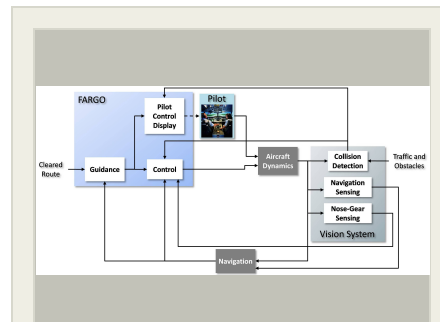 FARGO
Pilot
Pilot
Control
Display
Cleared
Route
Guidance
Control
Aircraft
Dynamics
Collision
Detection
Traffic and
Obstacles
Navigation
Sensing
Nose-Gear
Sensing
Vision System
Navigation